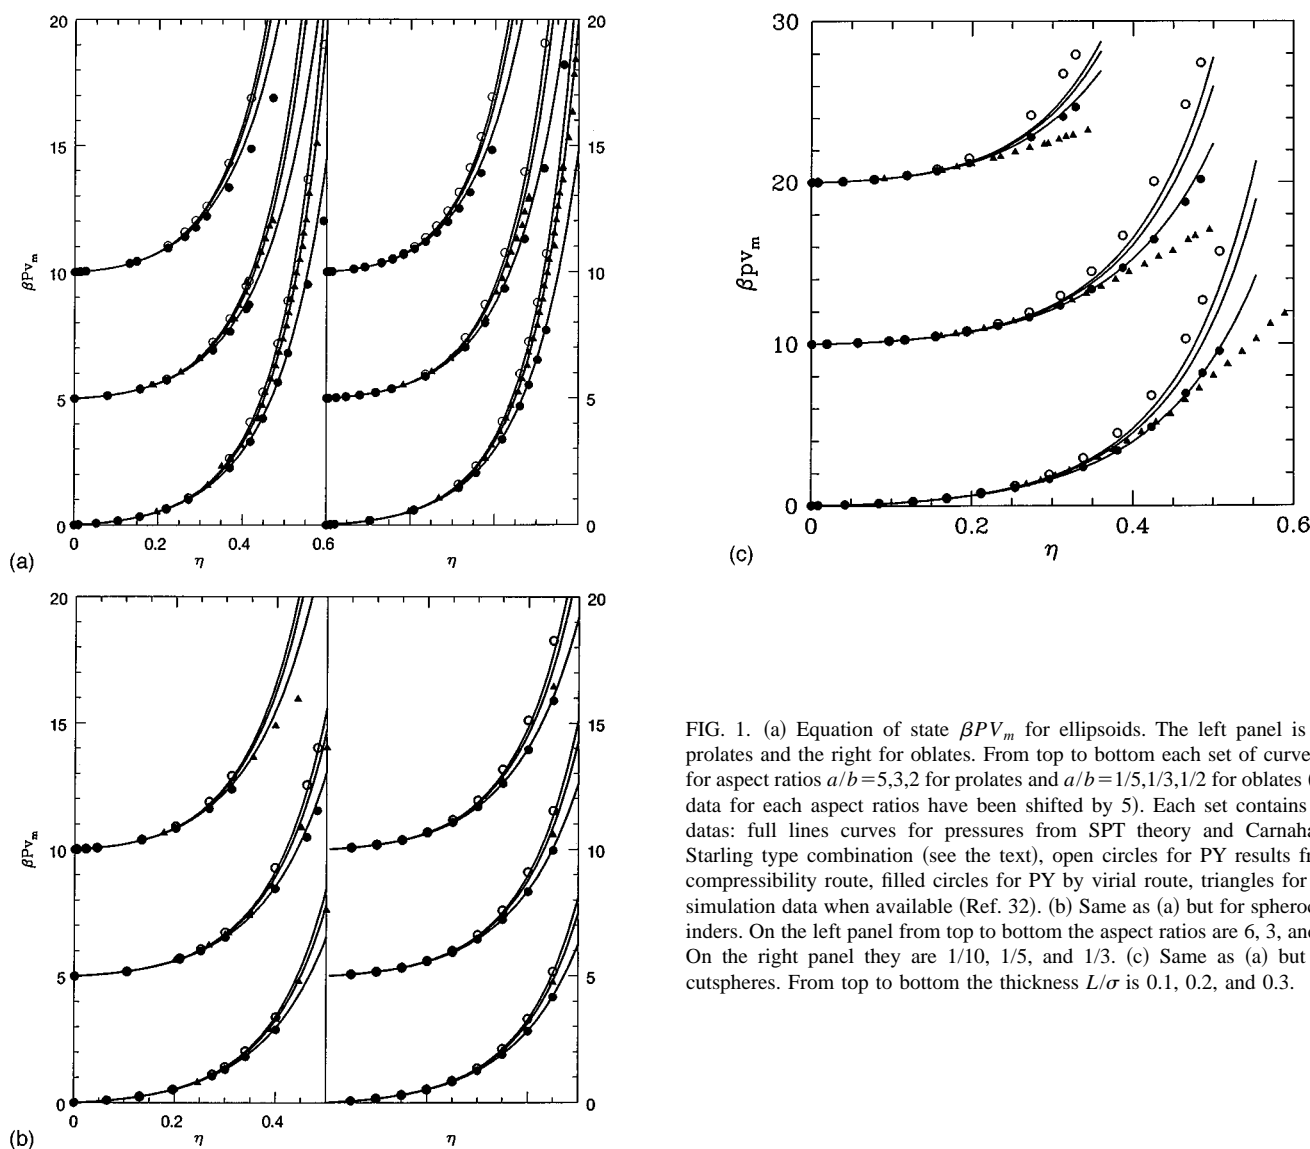 20
20
15
15
βPv_m
10
10
5
5
0
0
0
0.2
0.4
0.6
η
η
(a)
30
20
βpv_m
10
0
0
0.2
0.4
0.6
η
(c)
20
20
15
15
βPv_m
10
10
5
5
0
0
0
0.2
0.4
η
η
(b)
FIG. 1. (a) Equation of state βPV_m for ellipsoids. The left panel is
prolates and the right for oblates. From top to bottom each set of curve
for aspect ratios a/b=5,3,2 for prolates and a/b=1/5,1/3,1/2 for oblates (
data for each aspect ratios have been shifted by 5). Each set contains
datas: full lines curves for pressures from SPT theory and Carnaha
Starling type combination (see the text), open circles for PY results fr
compressibility route, filled circles for PY by virial route, triangles for
simulation data when available (Ref. 32). (b) Same as (a) but for spheroc
inders. On the left panel from top to bottom the aspect ratios are 6, 3, and
On the right panel they are 1/10, 1/5, and 1/3. (c) Same as (a) but
cutspheres. From top to bottom the thickness L/σ is 0.1, 0.2, and 0.3.